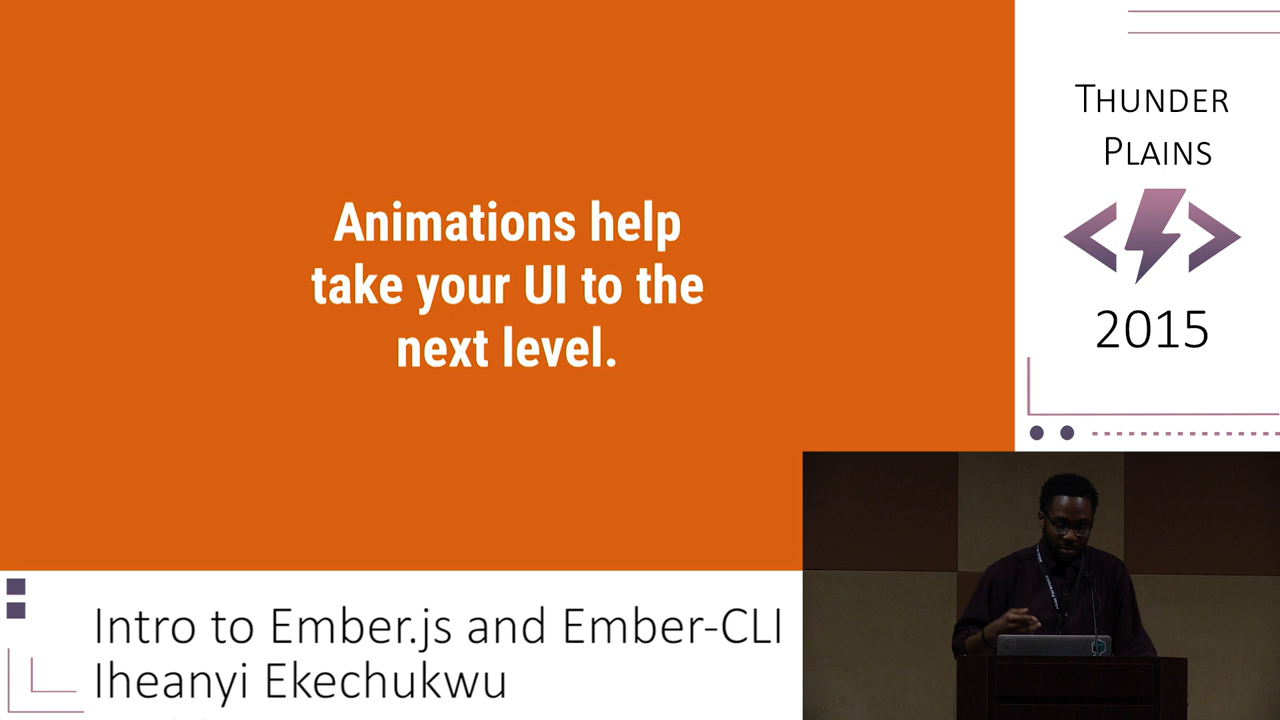 Animations help
take your UI to the
next level.
THUNDER
PLAINS
2015
Intro to Ember.js and Ember-CLI
Iheanyi Ekechukwu